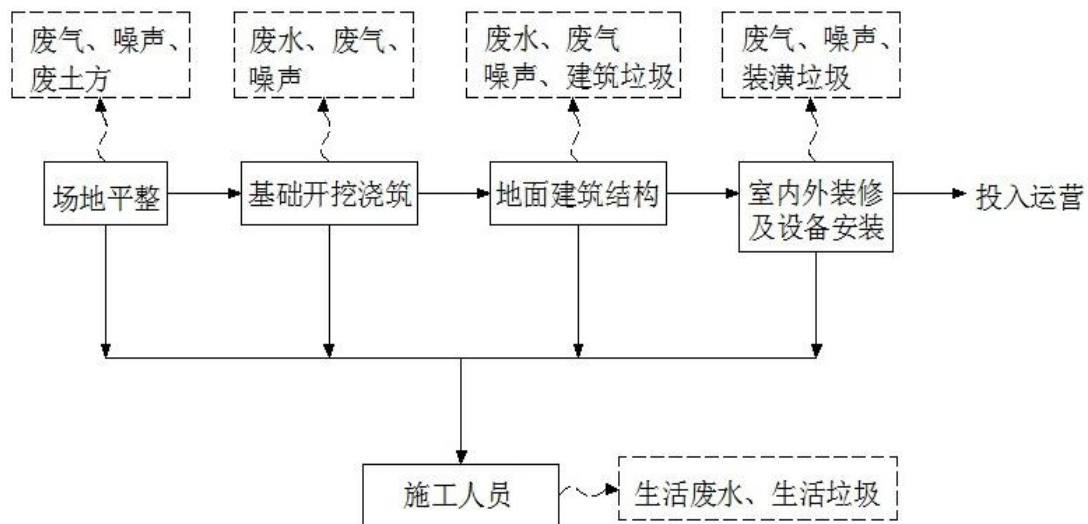 废气、噪声、
废土方
废水、废气、
噪声
废水、废气
噪声、建筑垃圾
废气、噪声、
装潢垃圾
场地平整
基础开挖浇筑
地面建筑结构
室内外装修
及设备安装
投入运营
施工人员
生活废水、生活垃圾